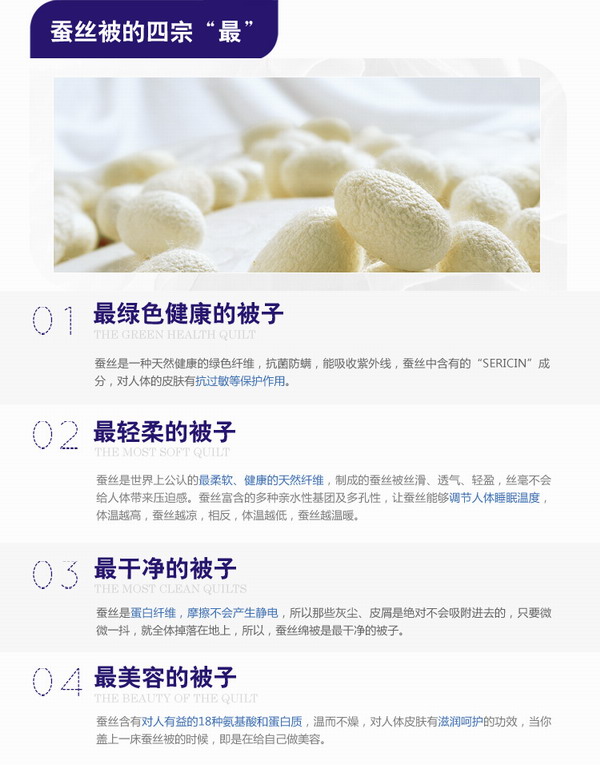 蚕丝被的四宗“最”
01 最绿色健康的被子
THE GREEN HEALTH QUILT
蚕丝是一种天然健康的绿色纤维，抗菌防螨，能吸收紫外线，蚕丝中含有的“SERICIN”成
分，对人体的皮肤有抗过敏等保护作用。
02 最轻柔的被子
THE MOST SOFT QUILT
蚕丝是世界上公认的最柔软、健康的天然纤维，制成的蚕丝被丝滑、透气、轻盈，丝毫不会
给人体带来压迫感。蚕丝富含的多种亲水性基团及多孔性，让蚕丝能够调节人体睡眠温度，
体温越高，蚕丝越凉，相反，体温越低，蚕丝越温暖。
03 最干净的被子
THE MOST CLEAN QUILTS
蚕丝是蛋白纤维，摩擦不会产生静电，所以那些灰尘、皮屑是绝对不会吸附进去的，只要微
微一抖，就全体掉落在地上，所以，蚕丝绵被是最干净的被子。
04 最美容的被子
THE BEAUTY OF THE QUILT
蚕丝含有对人有益的18种氨基酸和蛋白质，温而不燥，对人体皮肤有滋润呵护的功效，当你
盖上一床蚕丝被的时候，即是在给自己做美容。